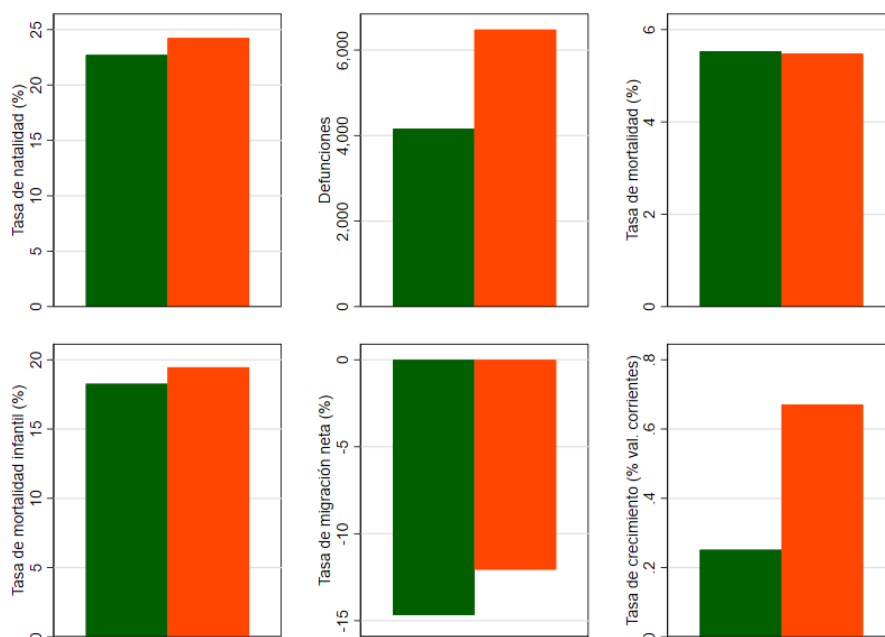 Tasa de natalidad (%)
0 5 10 15 20 25
Defunciones
0 2,000 4,000 6,000
Tasa de mortalidad (%)
0 2 4 6
Tasa de mortalidad infantil (%)
0 5 10 15 20
Tasa de migración neta (%)
-15 -10 -5 0
Tasa de crecimiento (% val. corrientes)
0 .2 .4 .6 .8